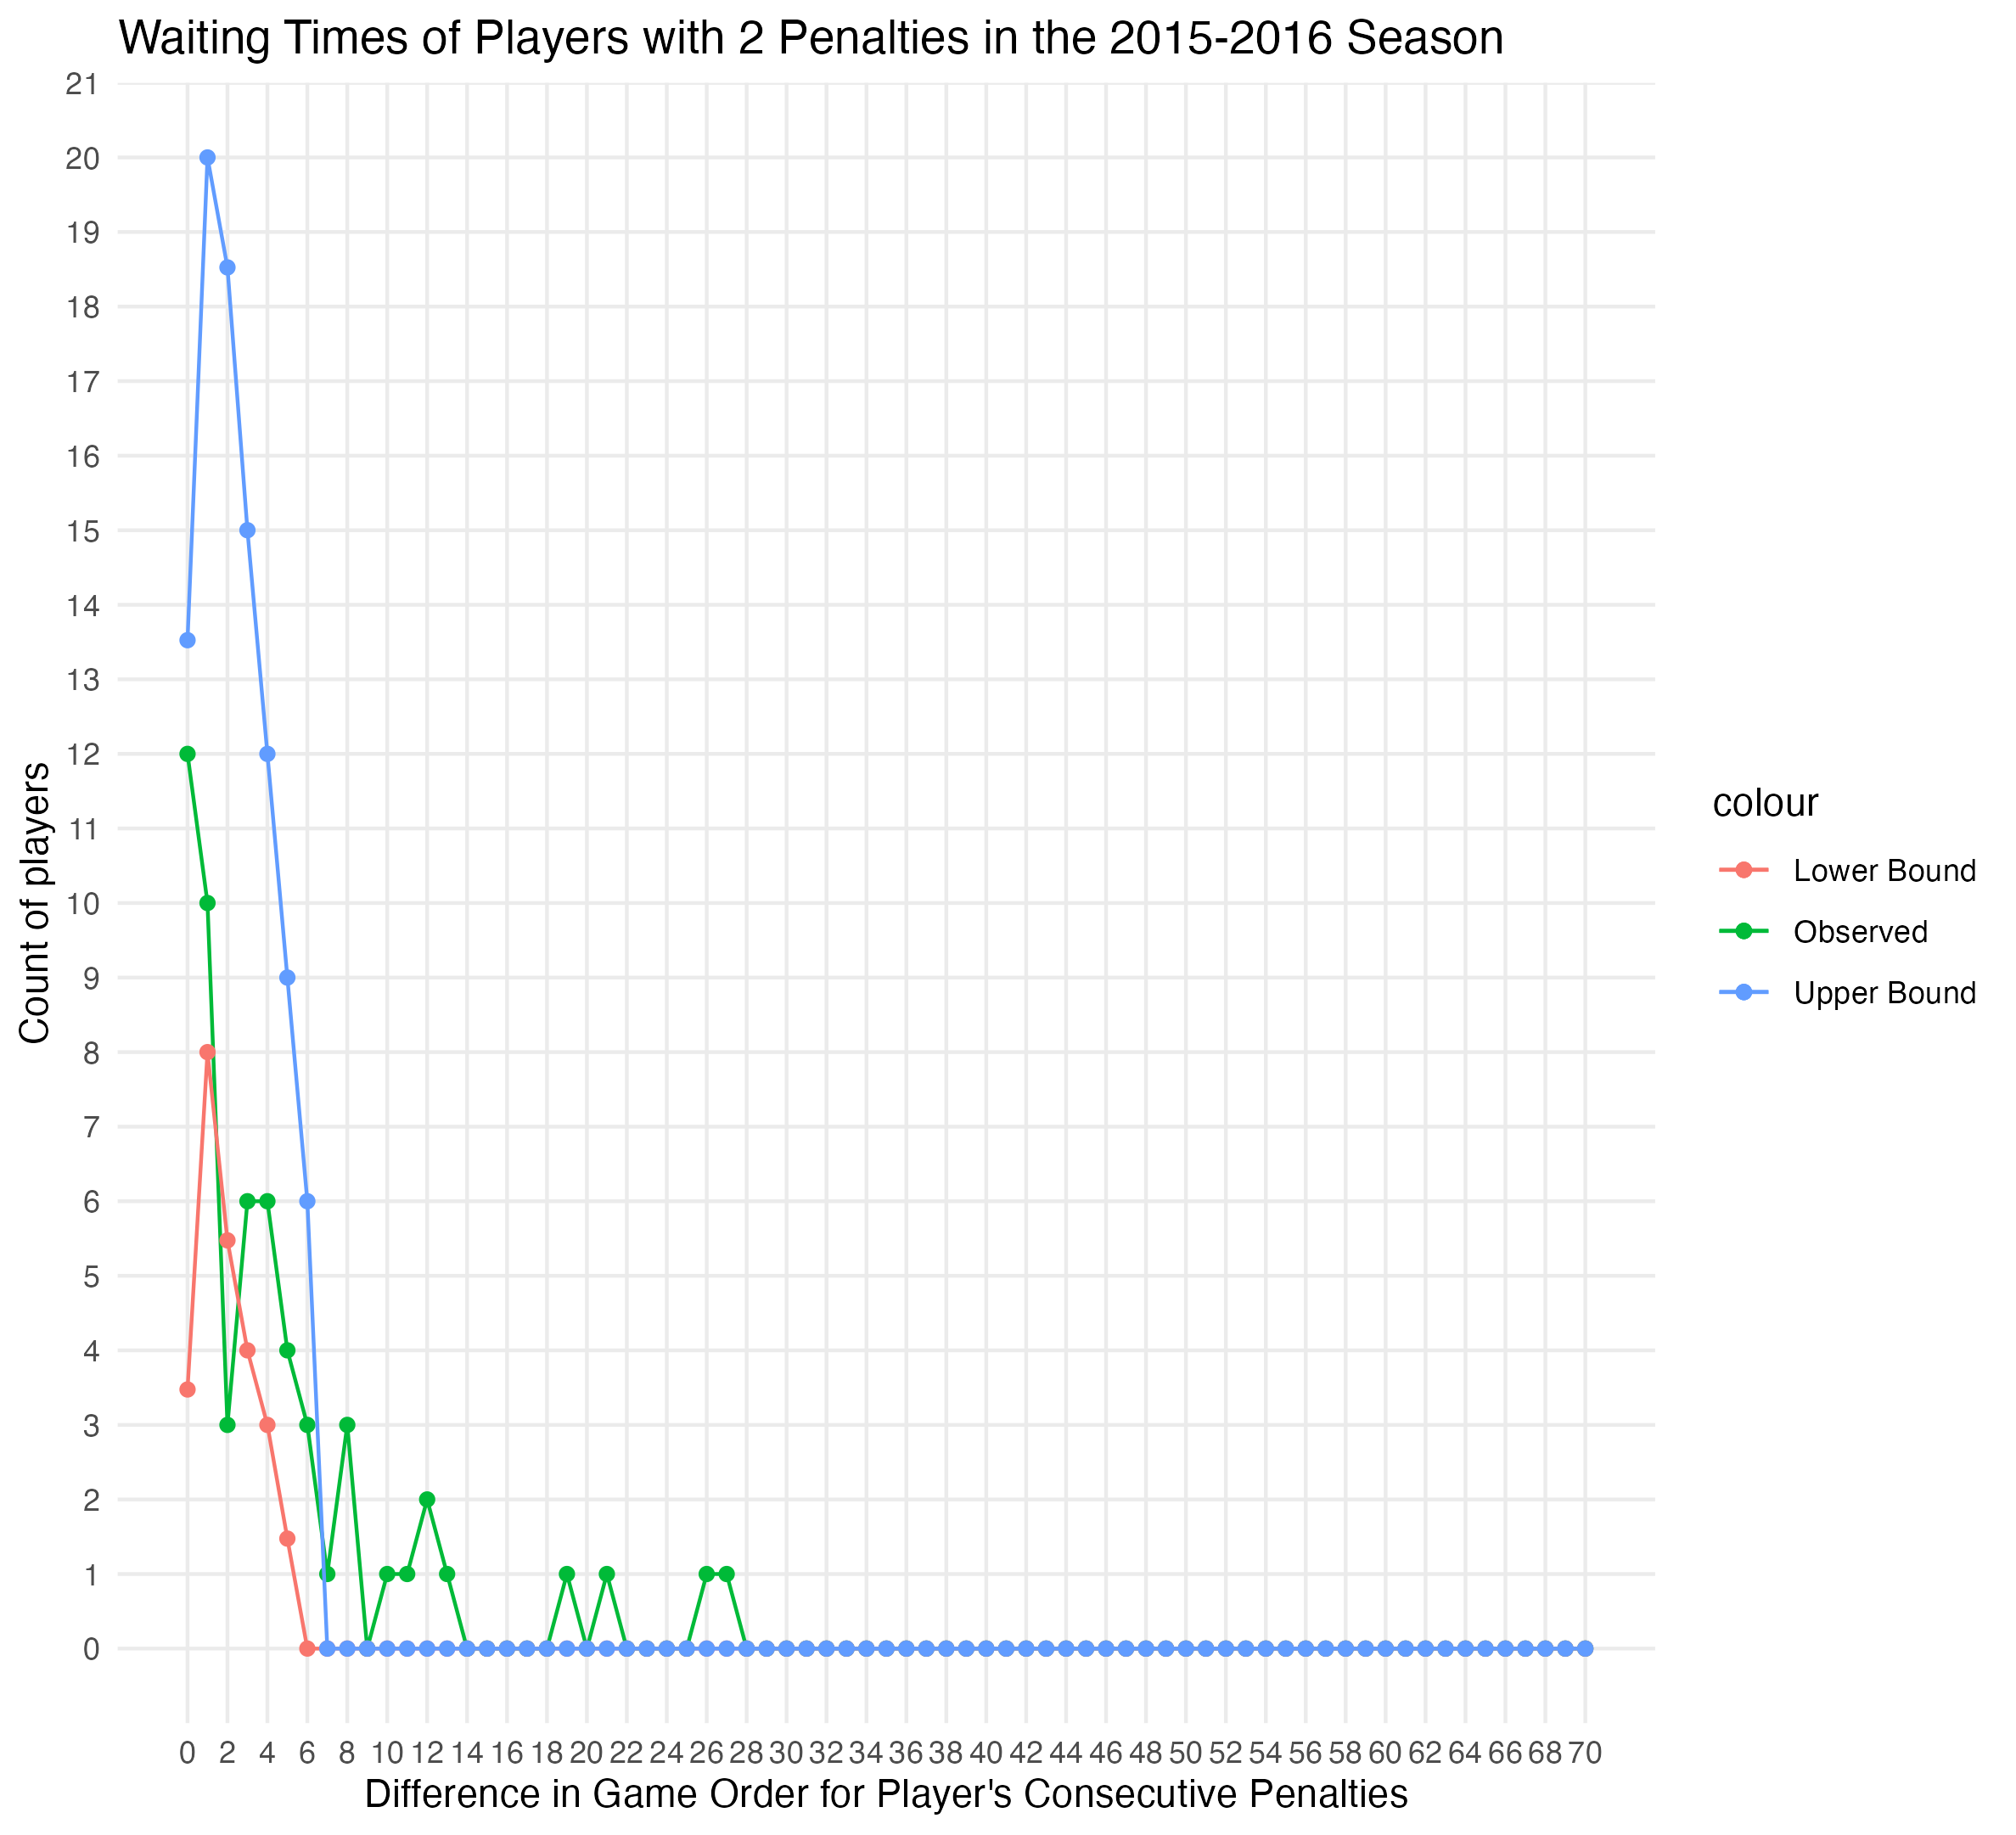 Waiting Times of Players with 2 Penalties in the 2015-2016 Season
21
20
19
18
17
16
15
14
13
12
11
10
9
8
7
6
5
4
3
2
1
0
Count of players
0 2 4 6 8 10 12 14 16 18 20 22 24 26 28 30 32 34 36 38 40 42 44 46 48 50 52 54 56 58 60 62 64 66 68 70
Difference in Game Order for Player's Consecutive Penalties
colour
Lower Bound
Observed
Upper Bound